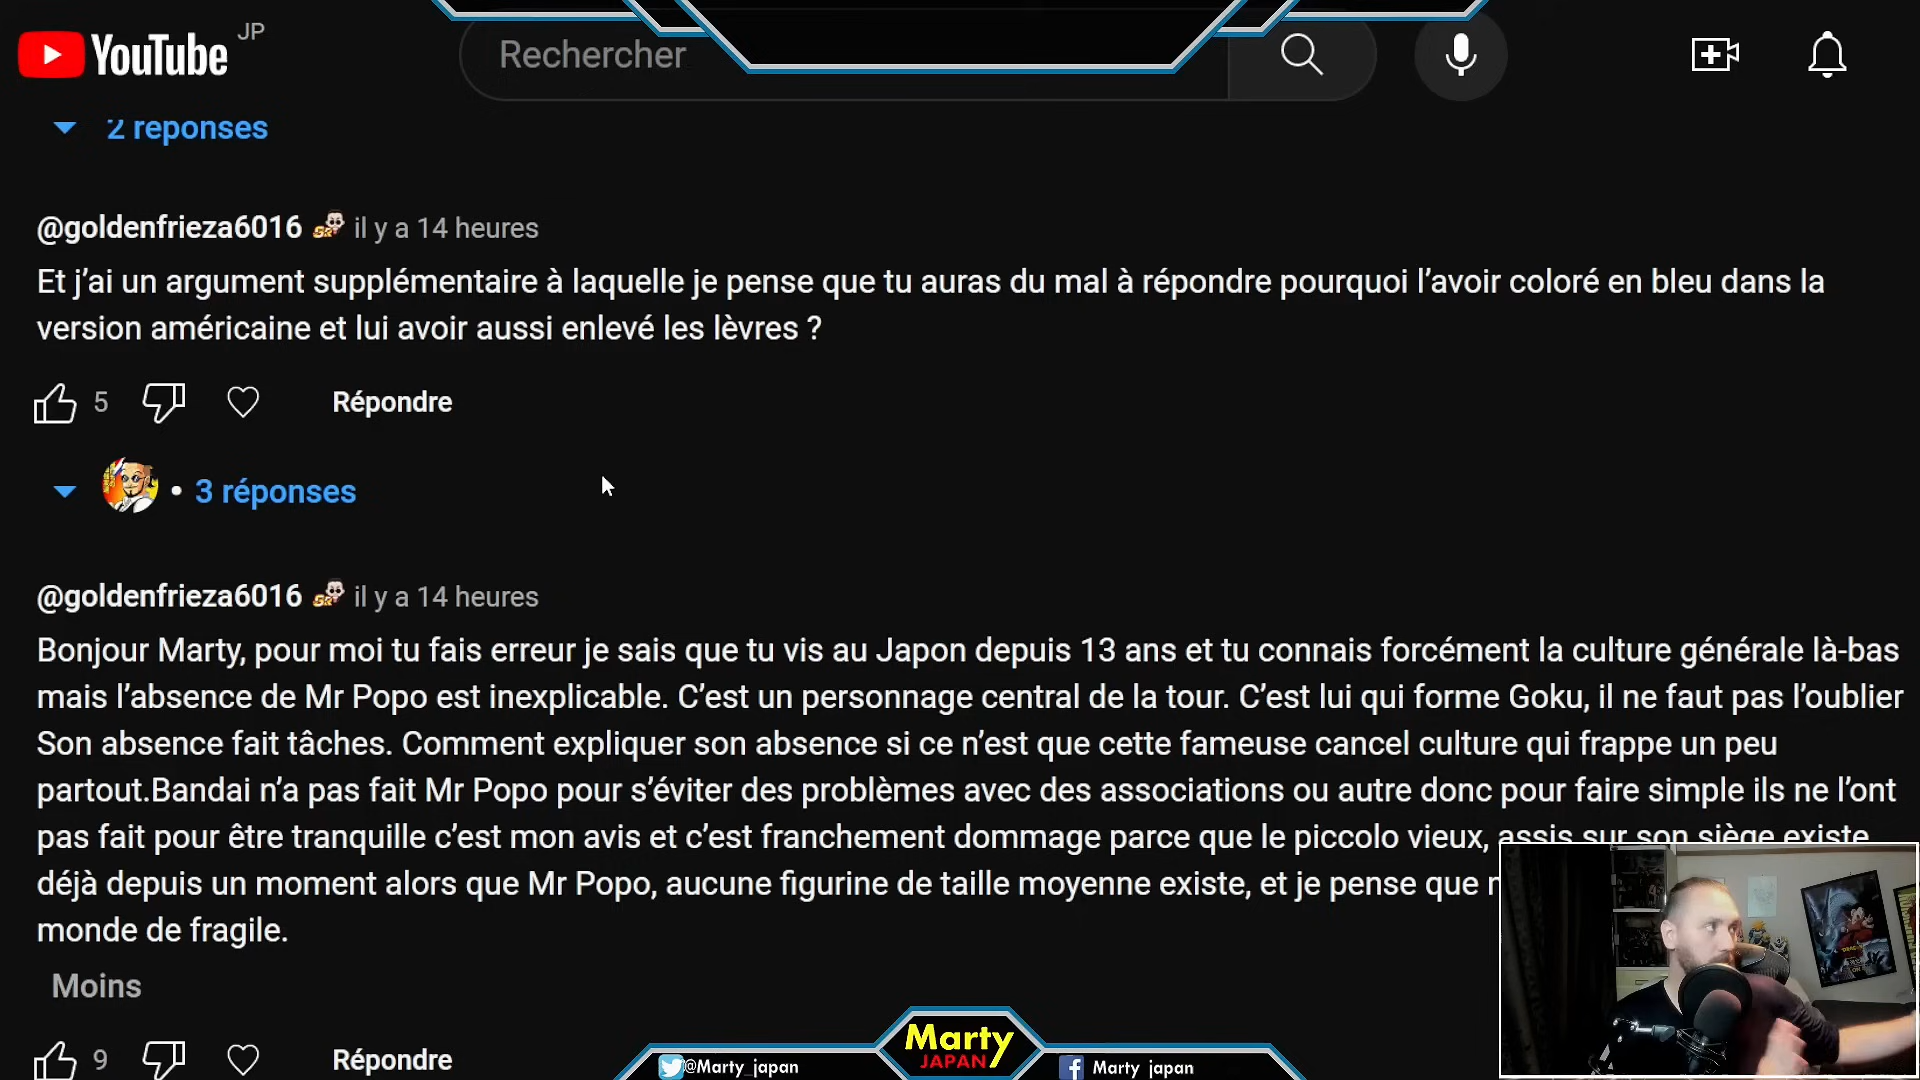 YouTube JP
Rechercher
2 reponses
@goldenfrieza6016 il y a 14 heures
Et j’ai un argument supplémentaire à laquelle je pense que tu auras du mal à répondre pourquoi l’avoir coloré en bleu dans la
version américaine et lui avoir aussi enlevé les lèvres ?
5 Répondre
• 3 réponses
@goldenfrieza6016 il y a 14 heures
Bonjour Marty, pour moi tu fais erreur je sais que tu vis au Japon depuis 13 ans et tu connais forcément la culture générale là-bas
mais l’absence de Mr Popo est inexplicable. C’est un personnage central de la tour. C’est lui qui forme Goku, il ne faut pas l’oublier
Son absence fait tâches. Comment expliquer son absence si ce n’est que cette fameuse cancel culture qui frappe un peu
partout.Bandai n’a pas fait Mr Popo pour s’éviter des problèmes avec des associations ou autre donc pour faire simple ils ne l’ont
pas fait pour être tranquille c’est mon avis et c’est franchement dommage parce que le piccolo vieux, assis sur son siège existe
déjà depuis un moment alors que Mr Popo, aucune figurine de taille moyenne existe, et je pense que
monde de fragile.
Moins
9 Répondre
Marty
JAPAN
@Marty_japan
Marty japan